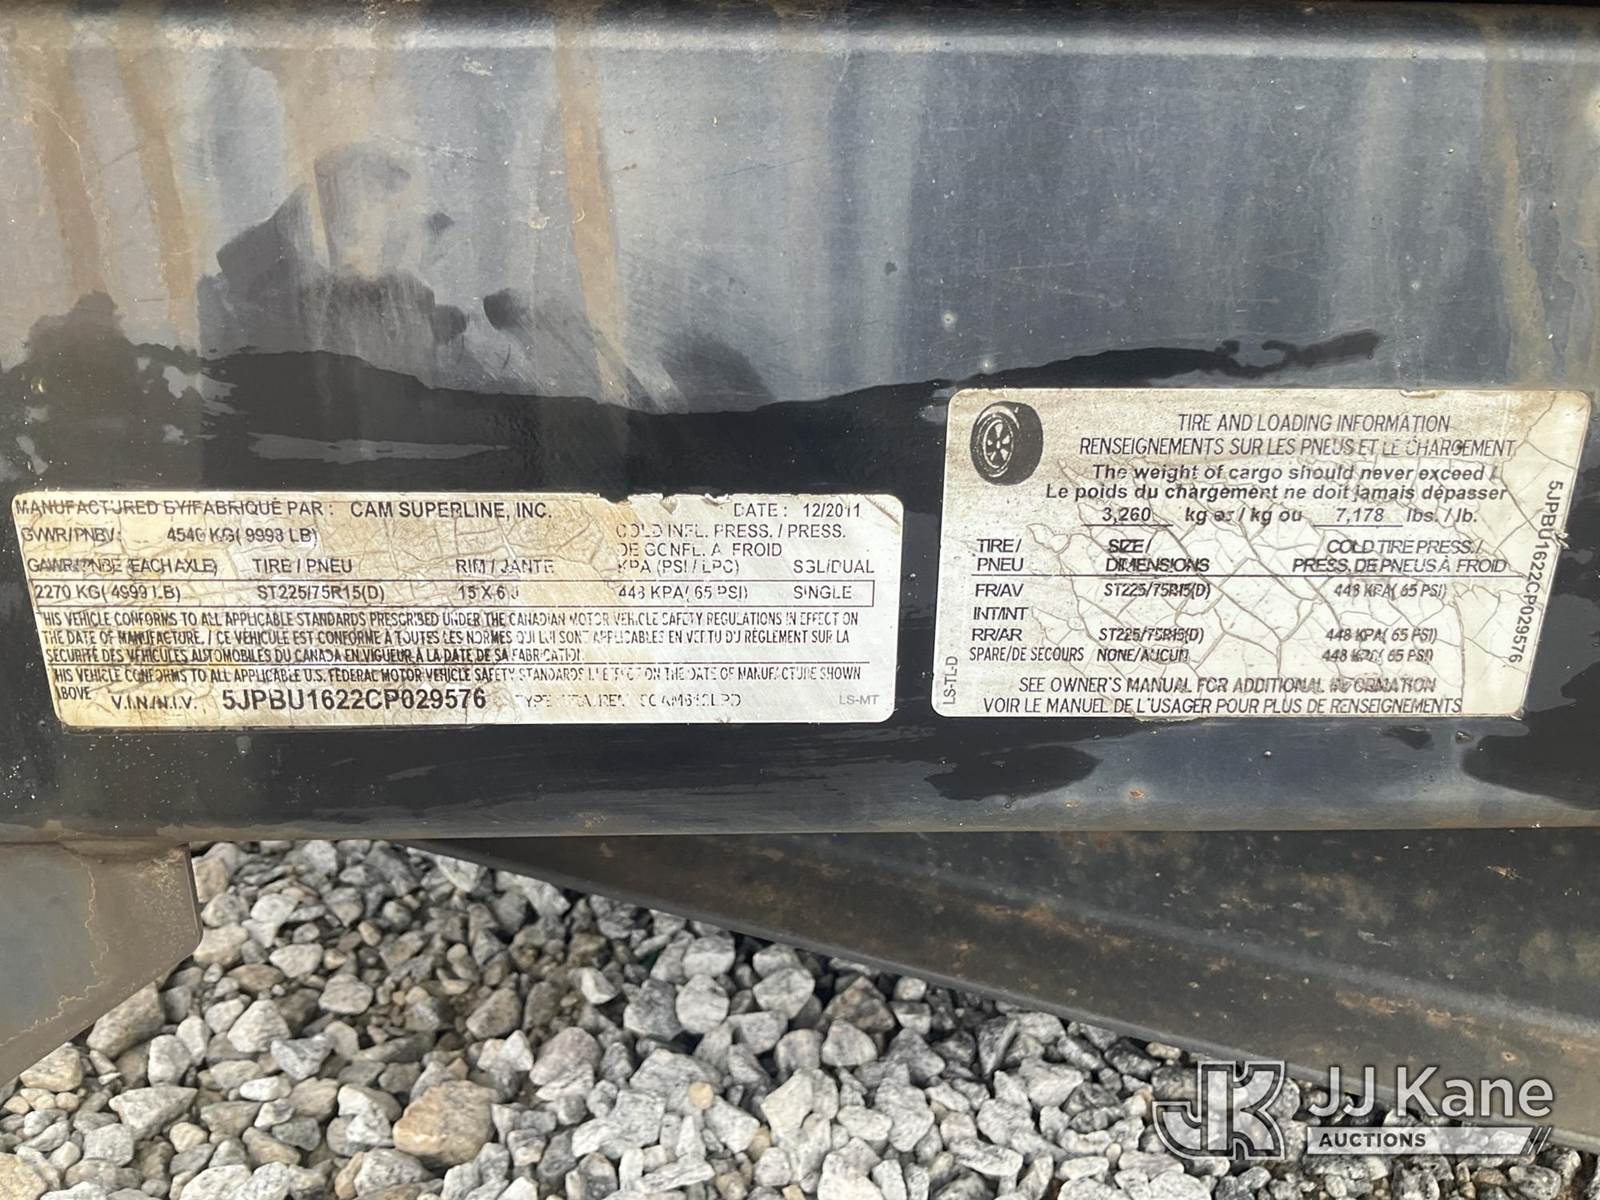 MANUFACTURED BY/FABRIQUÉ PAR : CAM SUPERLINE, INC. DATE : 12/2011
GVWR/PNBV : 4540 KG( 9998 LB) COLD INFL. PRESS. / PRESS.
DE GONFL. A FROID
GAWR/PNBE (EACH AXLE) TIRE / PNEU RIM / JANTE KPA (PSI / LPC) SGL/DUAL
2270 KG( 4999 LB) ST225/75R15(D) 15 X 6 J 448 KPA( 65 PSI) SINGLE
THIS VEHICLE CONFORMS TO ALL APPLICABLE STANDARDS PRESCRIBED UNDER THE CANADIAN MOTOR VEHICLE SAFETY REGULATIONS IN EFFECT ON
THE DATE OF MANUFACTURE. / CE VÉHICULE EST CONFORME À TOUTES LES NORMES QUI LUI SONT APPLICABLES EN VERTU DU RÈGLEMENT SUR LA
SÉCURITÉ DES VÉHICULES AUTOMOBILES DU CANADA EN VIGUEUR À LA DATE DE SA FABRICATION.
THIS VEHICLE CONFORMS TO ALL APPLICABLE U.S. FEDERAL MOTOR VEHICLE SAFETY STANDARDS IN EFFECT ON THE DATE OF MANUFACTURE SHOWN
ABOVE
V.I.N./N.I.V. 5JPBU1622CP029576 TYPE LS-MT
TIRE AND LOADING INFORMATION
RENSEIGNEMENTS SUR LES PNEUS ET LE CHARGEMENT
The weight of cargo should never exceed /
Le poids du chargement ne doit jamais dépasser
3,260 kg or / kg ou 7,178 lbs. / lb.
TIRE / SIZE / COLD TIRE PRESS. /
PNEU DIMENSIONS PRESS. DE PNEUS À FROID
FR/AV ST225/75R15(D) 448 KPA( 65 PSI)
INT/INT
RR/AR ST225/75R15(D) 448 KPA( 65 PSI)
SPARE/DE SECOURS NONE/AUCUN 448 KPA( 65 PSI)
SEE OWNER'S MANUAL FOR ADDITIONAL INFORMATION
VOIR LE MANUEL DE L'USAGER POUR PLUS DE RENSEIGNEMENTS
LS-TL-D
5JPBU1622CP029576
JJK
JJ Kane
AUCTIONS